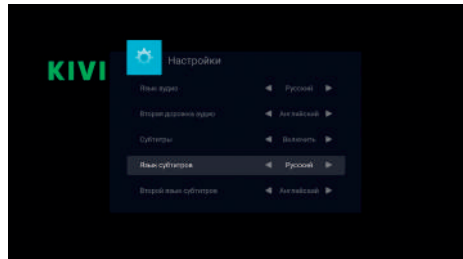 KIVI
Настройки
Язык аудио
Русский
Вторая дорожка аудио
Английский
Субтитры
Включить
Язык субтитров
Русский
Второй язык субтитров
Английский